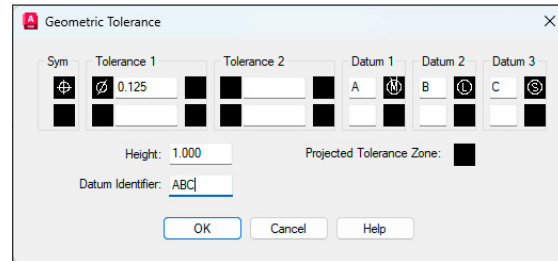 Geometric Tolerance
Sym Tolerance 1 Tolerance 2 Datum 1 Datum 2 Datum 3
⌖ Ø 0.125 A Ⓜ B Ⓛ C Ⓢ
Height: 1.000 Projected Tolerance Zone:
Datum Identifier: ABC
OK Cancel Help